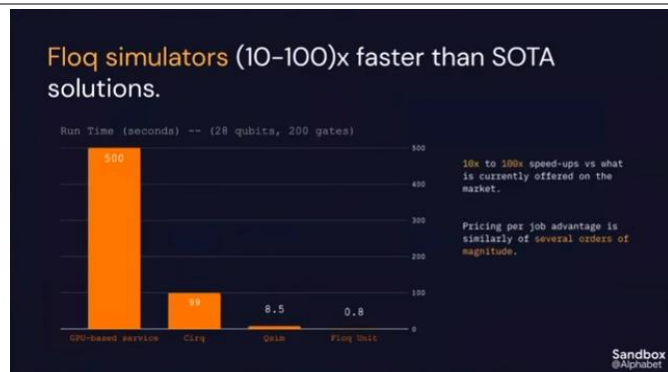 Floq simulators (10-100)x faster than SOTA
solutions.
Run Time (seconds) -- (28 qubits, 200 gates)
500
400
300
200
100
0
500
99
8.5
0.8
GPU-based service
Cirq
Qsim
Floq Unit
10x to 100x speed-ups vs what
is currently offered on the
market.
Pricing per job advantage is
similarly of several orders of
magnitude.
Sandbox
@Alphabet